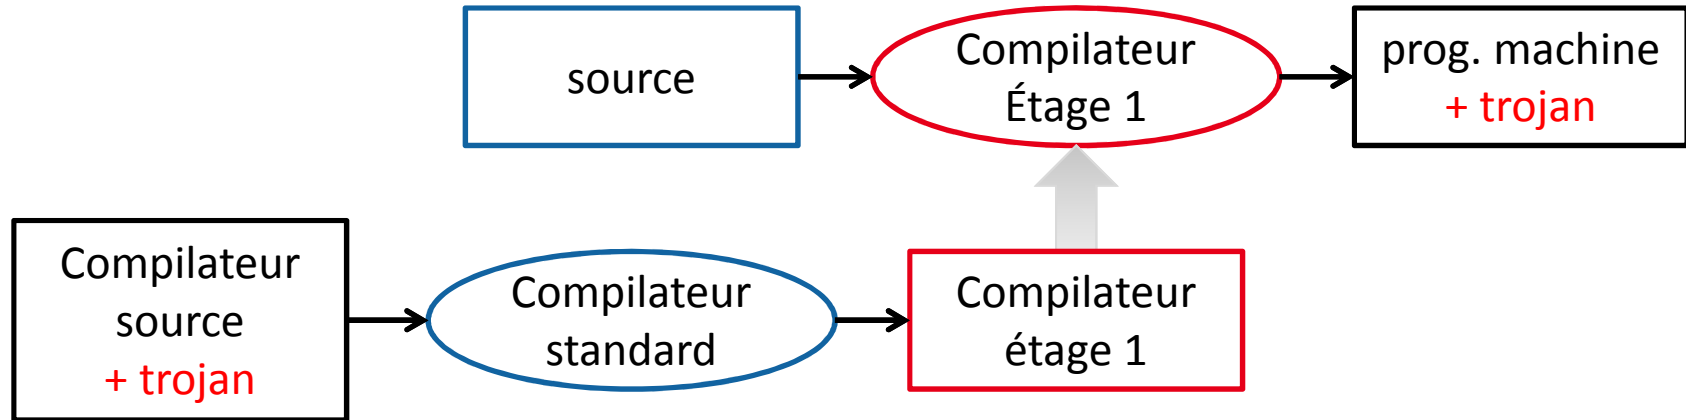 source
Compilateur
Étage 1
prog. machine
+ trojan
Compilateur
source
+ trojan
Compilateur
standard
Compilateur
étage 1